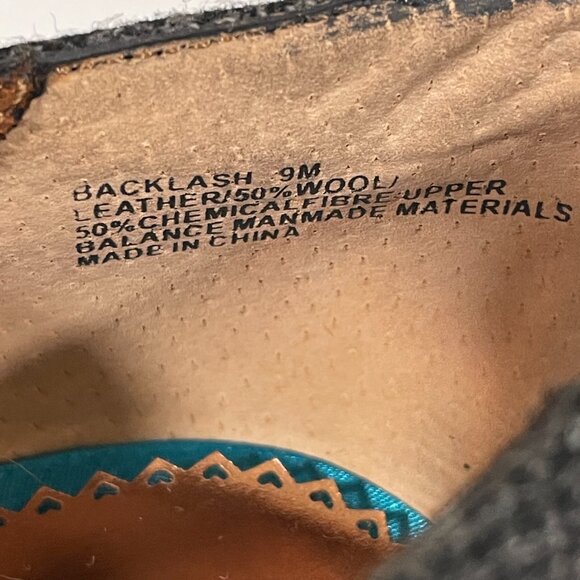 BACKLASH 9M
LEATHER/50%WOOL/
50%CHEMICALFIBRE UPPER
BALANCE MANMADE MATERIALS
MADE IN CHINA